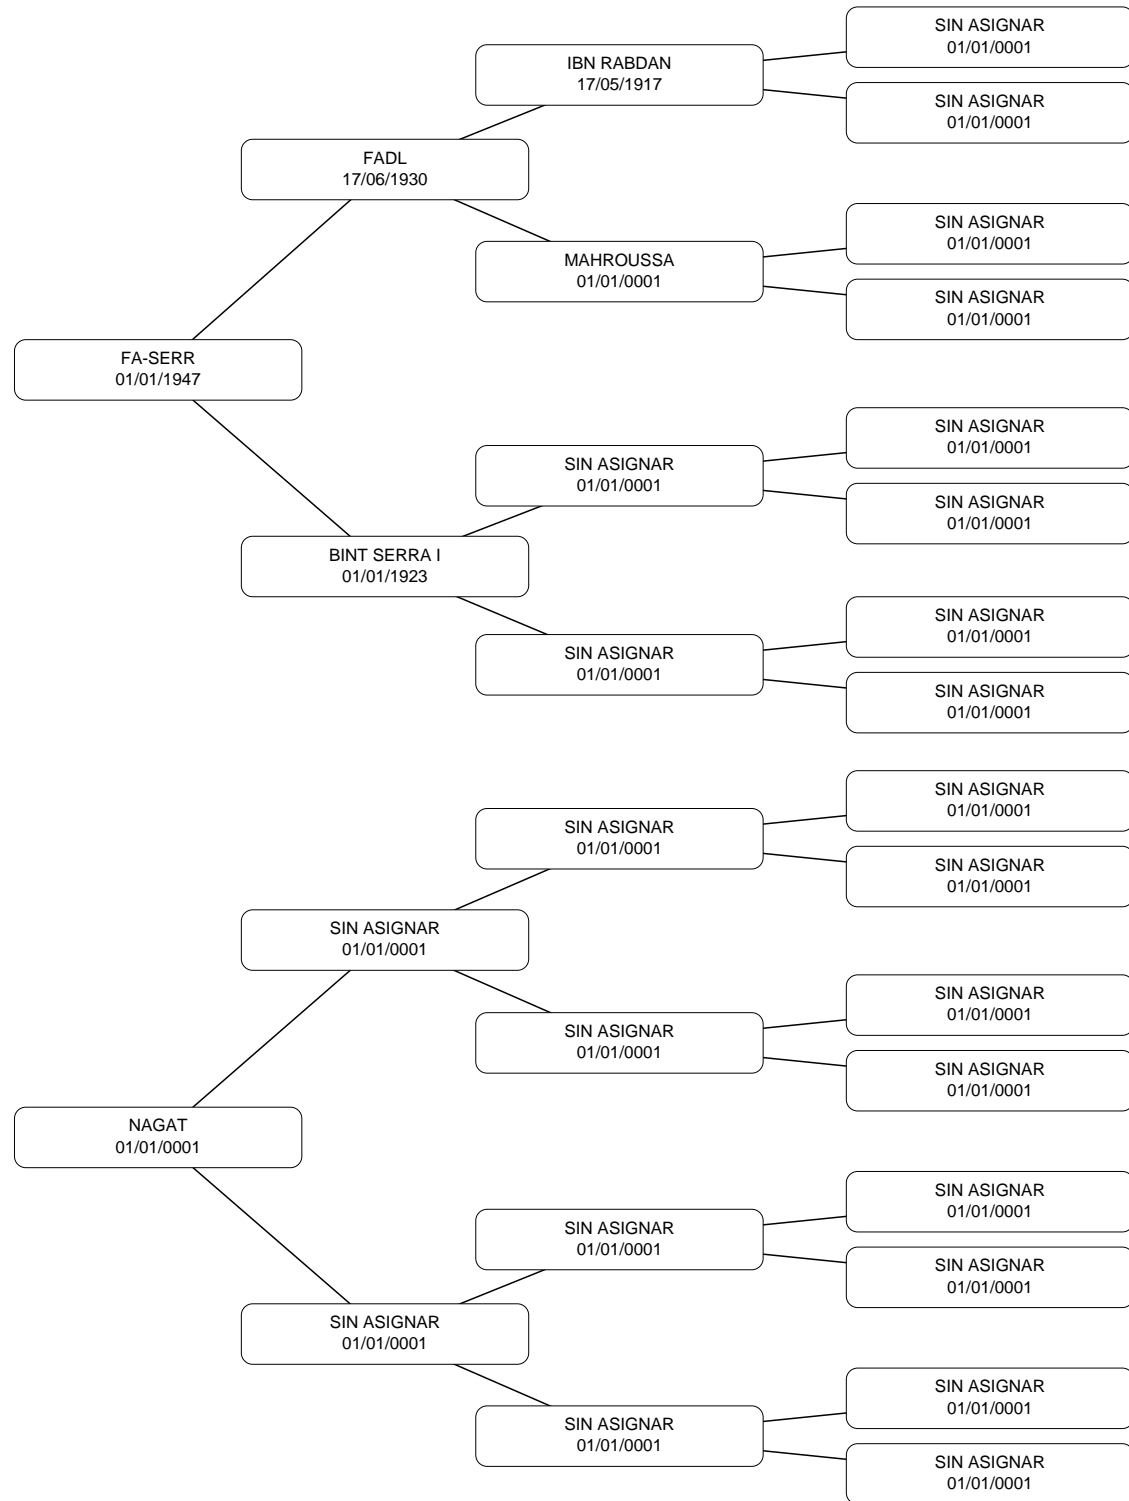 SIN ASIGNAR
01/01/0001
IBN RABDAN
17/05/1917
SIN ASIGNAR
01/01/0001
FADL
17/06/1930
SIN ASIGNAR
01/01/0001
MAHROUSSA
01/01/0001
SIN ASIGNAR
01/01/0001
FA-SERR
01/01/1947
SIN ASIGNAR
01/01/0001
SIN ASIGNAR
01/01/0001
SIN ASIGNAR
01/01/0001
BINT SERRA I
01/01/1923
SIN ASIGNAR
01/01/0001
SIN ASIGNAR
01/01/0001
SIN ASIGNAR
01/01/0001
SIN ASIGNAR
01/01/0001
SIN ASIGNAR
01/01/0001
SIN ASIGNAR
01/01/0001
SIN ASIGNAR
01/01/0001
SIN ASIGNAR
01/01/0001
SIN ASIGNAR
01/01/0001
SIN ASIGNAR
01/01/0001
NAGAT
01/01/0001
SIN ASIGNAR
01/01/0001
SIN ASIGNAR
01/01/0001
SIN ASIGNAR
01/01/0001
SIN ASIGNAR
01/01/0001
SIN ASIGNAR
01/01/0001
SIN ASIGNAR
01/01/0001
SIN ASIGNAR
01/01/0001